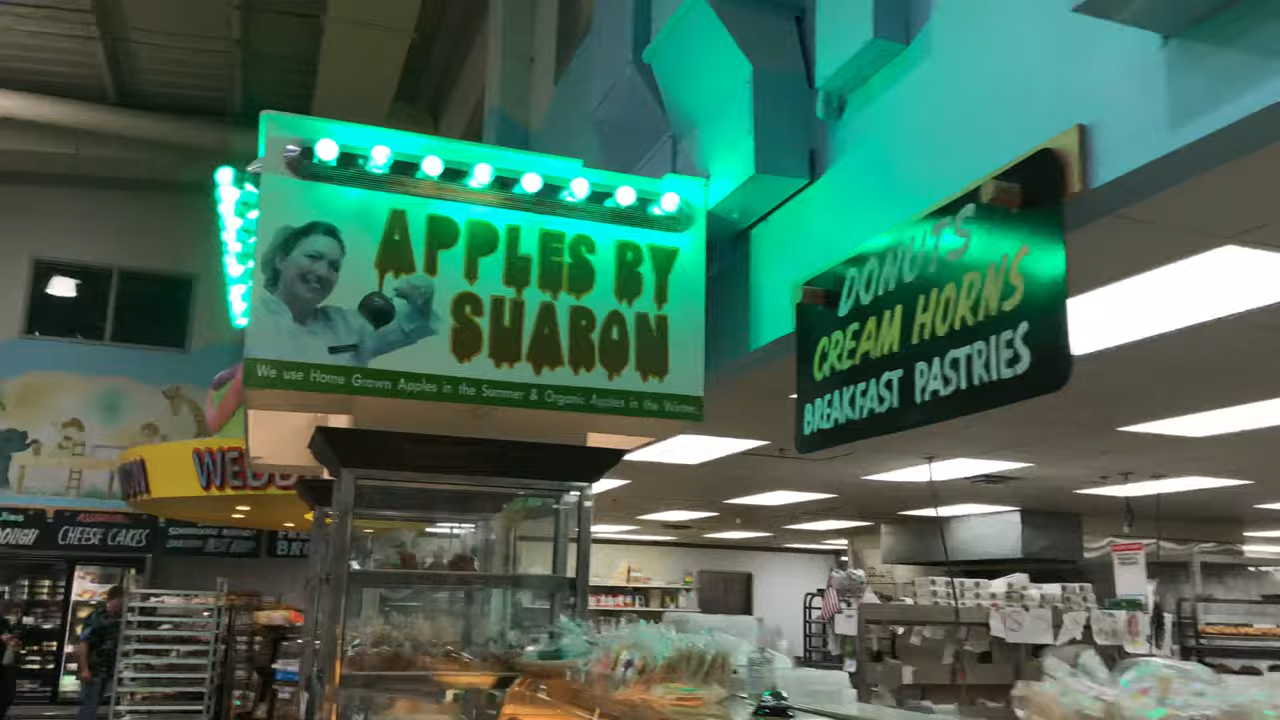 APPLES BY
SHARON
We use Home Grown Apples in the Summer & Organic Apples in the Winter.
DONUTS
CREAM HORNS
BREAKFAST PASTRIES
WEDD
CHEESE CAKES